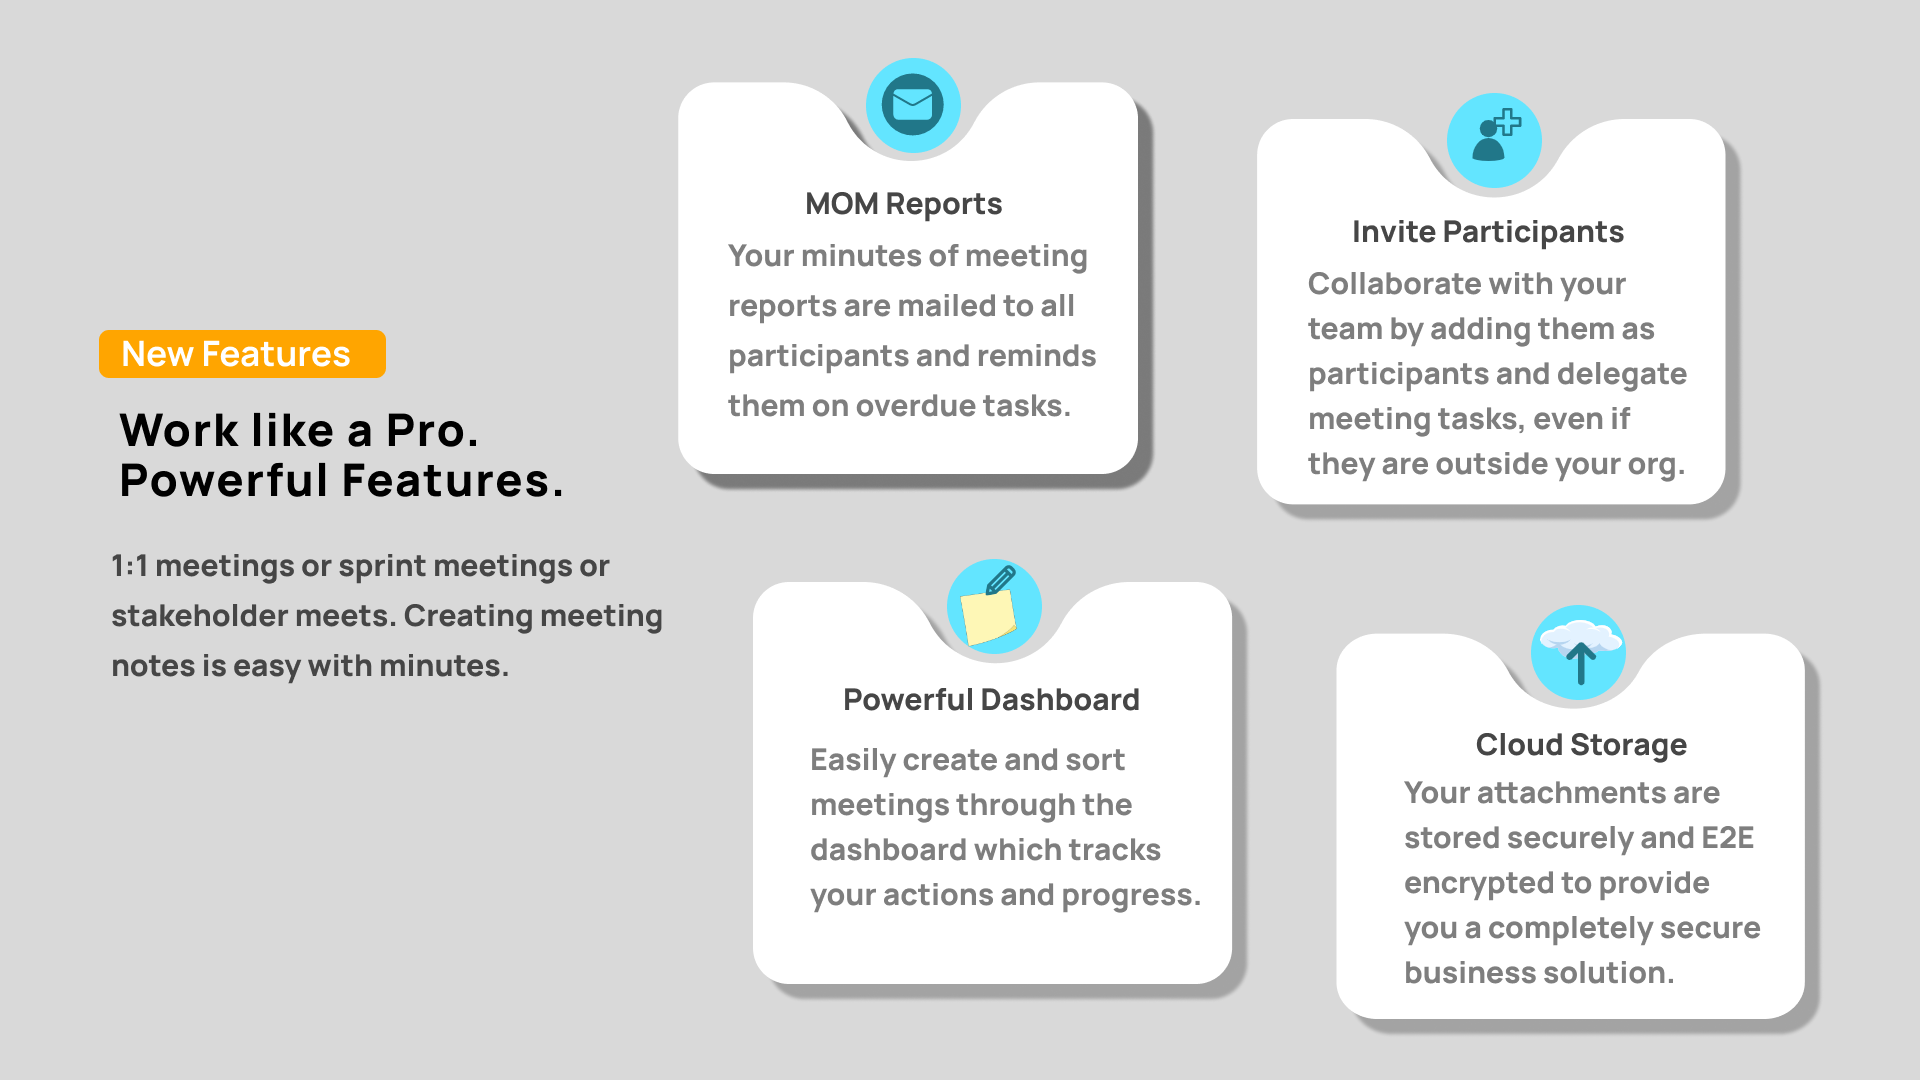 New Features
Work like a Pro.
Powerful Features.
1:1 meetings or sprint meetings or
stakeholder meets. Creating meeting
notes is easy with minutes.
MOM Reports
Your minutes of meeting
reports are mailed to all
participants and reminds
them on overdue tasks.
Invite Participants
Collaborate with your
team by adding them as
participants and delegate
meeting tasks, even if
they are outside your org.
Powerful Dashboard
Easily create and sort
meetings through the
dashboard which tracks
your actions and progress.
Cloud Storage
Your attachments are
stored securely and E2E
encrypted to provide
you a completely secure
business solution.